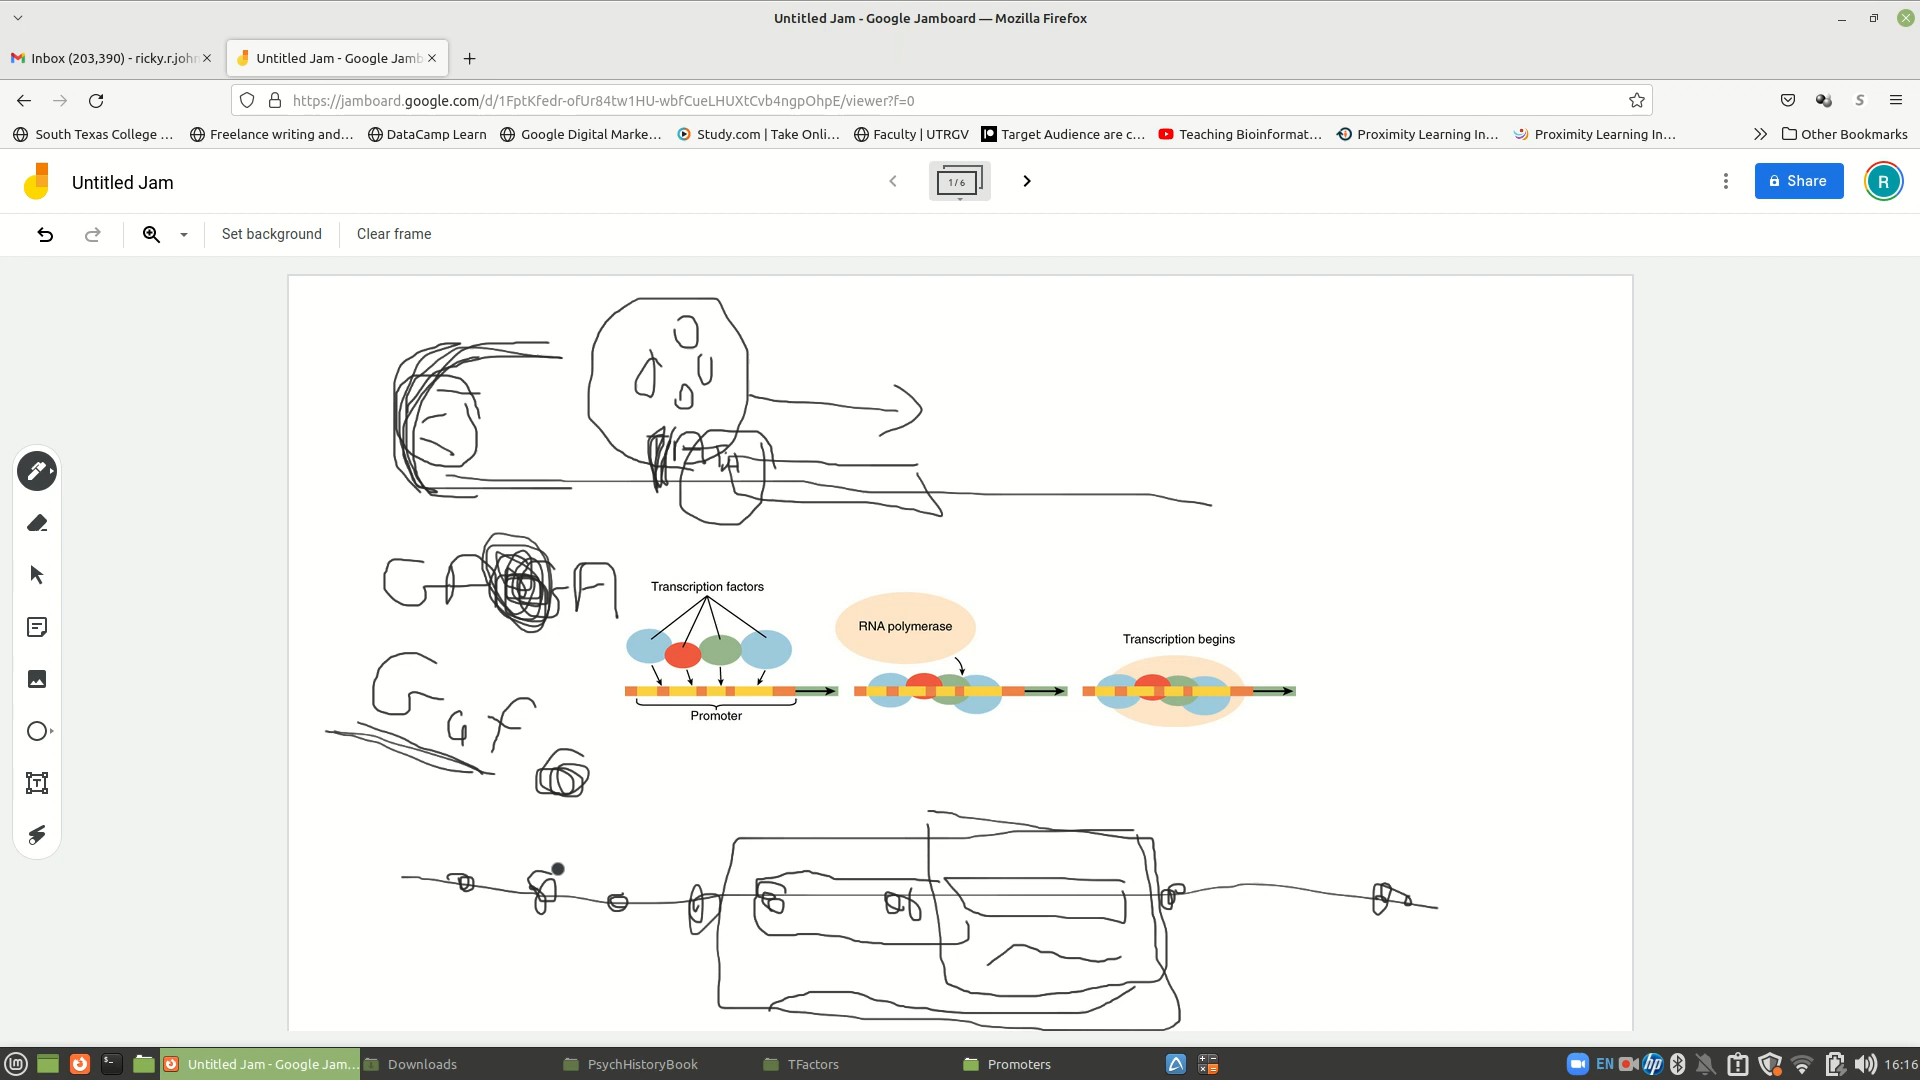 Untitled Jam - Google Jamboard — Mozilla Firefox
Inbox (203,390) - ricky.r.john
Untitled Jam - Google Jamb
https://jamboard.google.com/d/1FptKfedr-ofUr84tw1HU-wbfCueLHUXtCvb4ngpOhpE/viewer?f=0
South Texas College ...
Freelance writing and...
DataCamp Learn
Google Digital Marke...
Study.com | Take Onli...
Faculty | UTRGV
Target Audience are c...
Teaching Bioinformat...
Proximity Learning In...
Proximity Learning In...
Other Bookmarks
Untitled Jam
1 / 6
Share
R
Set background
Clear frame
Transcription factors
RNA polymerase
Transcription begins
Promoter
Untitled Jam - Google Jam...
Downloads
PsychHistoryBook
TFactors
Promoters
EN
hp
16:16